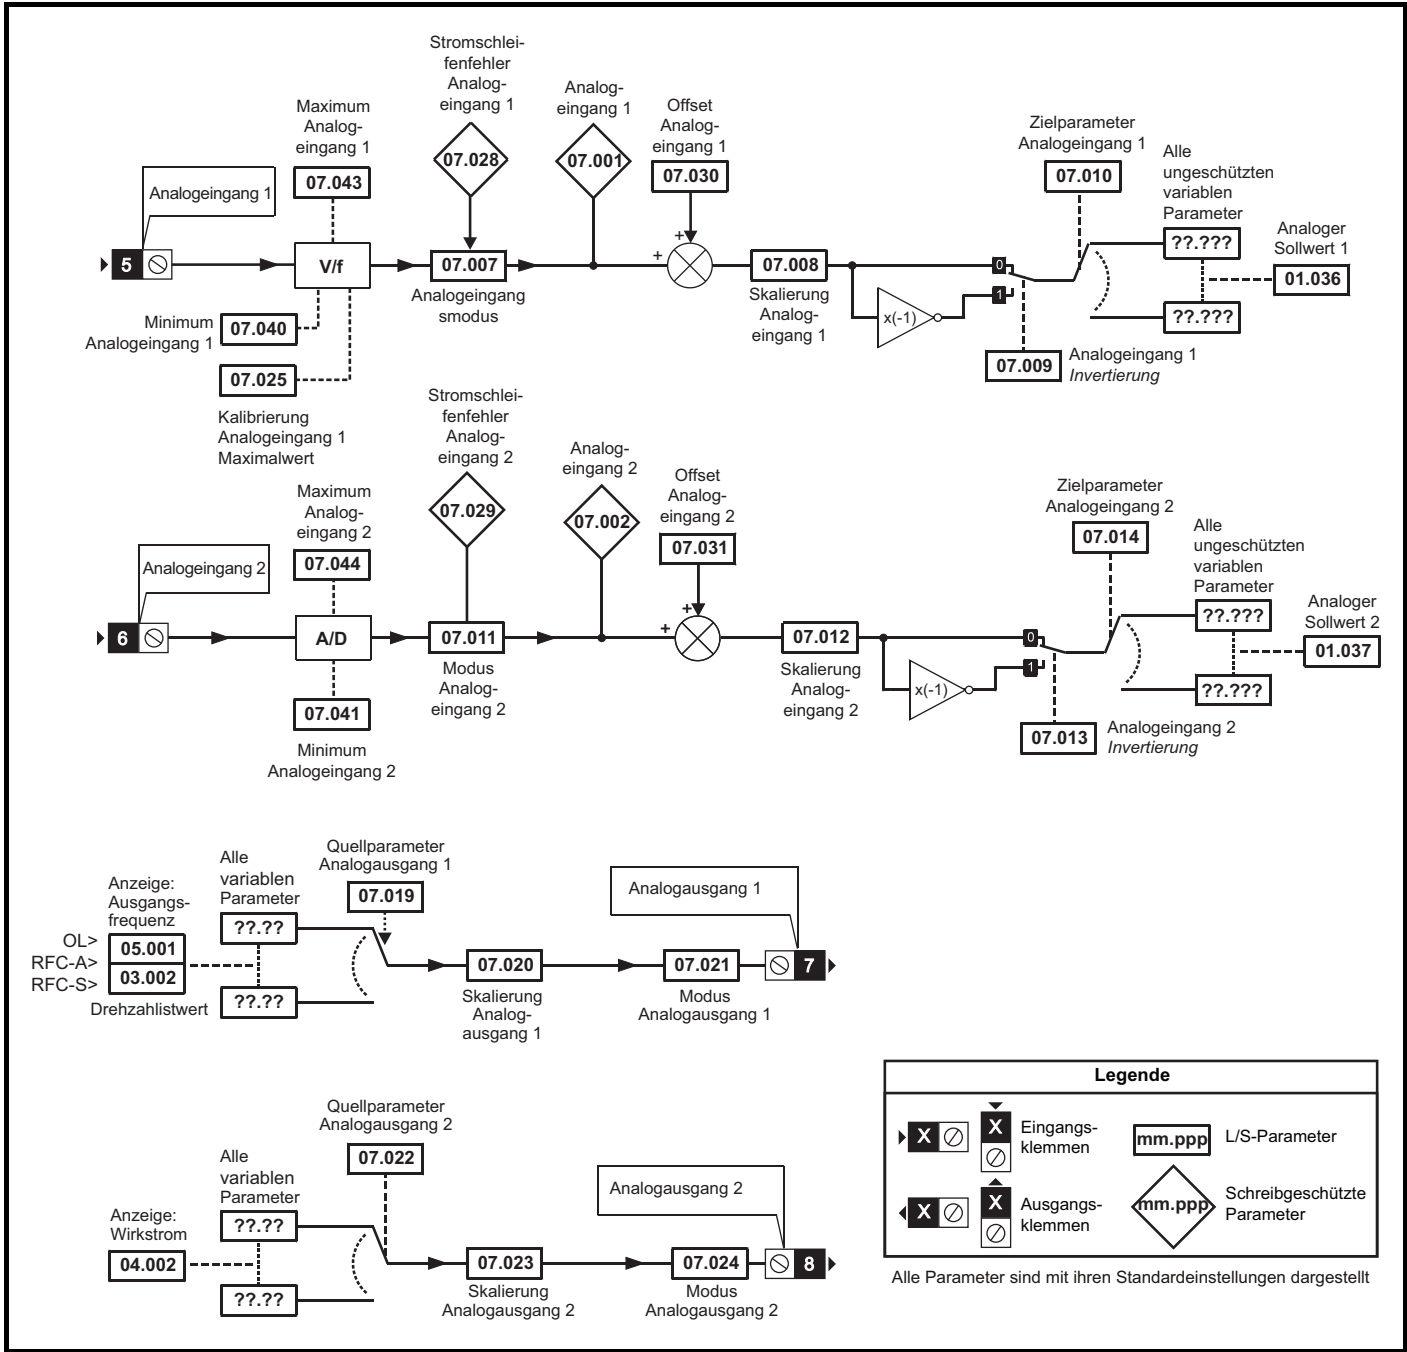 Stromschlei-
fenfehler
Analog-
eingang 1
07.028
Analog-
eingang 1
07.001
Maximum
Analog-
eingang 1
07.043
Offset
Analog-
eingang 1
07.030
Zielparameter
Analogeingang 1
07.010
Alle
ungeschützten
variablen
Parameter
??.???
??.???
Analoger
Sollwert 1
01.036
Analogeingang 1
5
V/f
07.007
Analogeingang
smodus
+
+
07.008
Skalierung
Analog-
eingang 1
x(-1)
0
1
07.009
Analogeingang 1
Invertierung
Minimum
Analogeingang 1
07.040
07.025
Kalibrierung
Analogeingang 1
Maximalwert
Stromschlei-
fenfehler
Analog-
eingang 2
07.029
Analog-
eingang 2
07.002
Maximum
Analog-
eingang 2
07.044
Offset
Analog-
eingang 2
07.031
Zielparameter
Analogeingang 2
07.014
Alle
ungeschützten
variablen
Parameter
??.???
??.???
Analoger
Sollwert 2
01.037
Analogeingang 2
6
A/D
07.011
Modus
Analog-
eingang 2
+
+
07.012
Skalierung
Analog-
eingang 2
x(-1)
0
1
07.013
Analogeingang 2
Invertierung
07.041
Minimum
Analogeingang 2
Quellparameter
Analogausgang 1
07.019
Alle
variablen
Parameter
??.??
??.??
Anzeige:
Ausgangs-
frequenz
OL>
RFC-A>
RFC-S>
05.001
03.002
Drehzahlistwert
07.020
Skalierung
Analog-
ausgang 1
07.021
Modus
Analogausgang 1
Analogausgang 1
7
Quellparameter
Analogausgang 2
07.022
Alle
variablen
Parameter
??.??
??.??
Anzeige:
Wirkstrom
04.002
07.023
Skalierung
Analogausgang 2
07.024
Modus
Analogausgang 2
Analogausgang 2
8
Legende
X
X
Eingangs-
klemmen
mm.ppp
L/S-Parameter
X
X
Ausgangs-
klemmen
mm.ppp
Schreibgeschützte
Parameter
Alle Parameter sind mit ihren Standardeinstellungen dargestellt